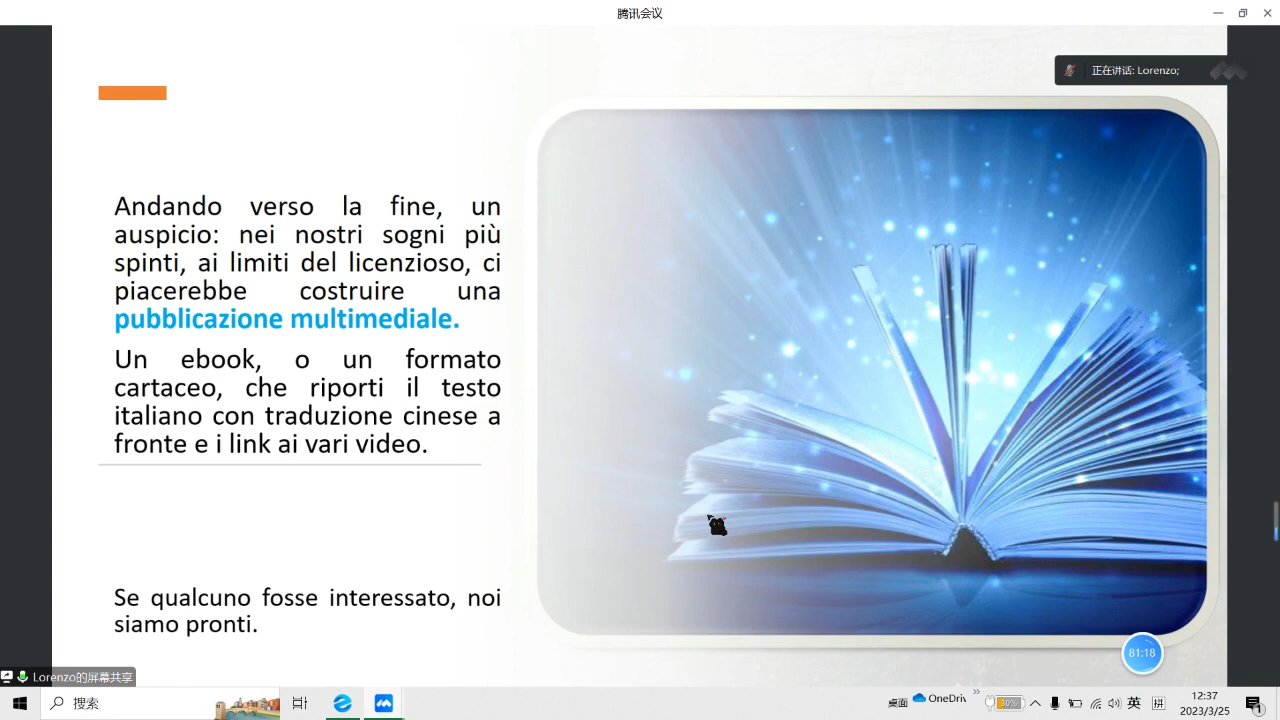 腾讯会议
正在讲话: Lorenzo;
Andando verso la fine, un
auspicio: nei nostri sogni più
spinti, ai limiti del licenzioso, ci
piacerebbe costruire una
pubblicazione multimediale.
Un ebook, o un formato
cartaceo, che riporti il testo
italiano con traduzione cinese a
fronte e i link ai vari video.
Se qualcuno fosse interessato, noi
siamo pronti.
81:18
Lorenzo的屏幕共享
搜索
桌面
OneDriv
30%
英
拼
12:37
2023/3/25
1